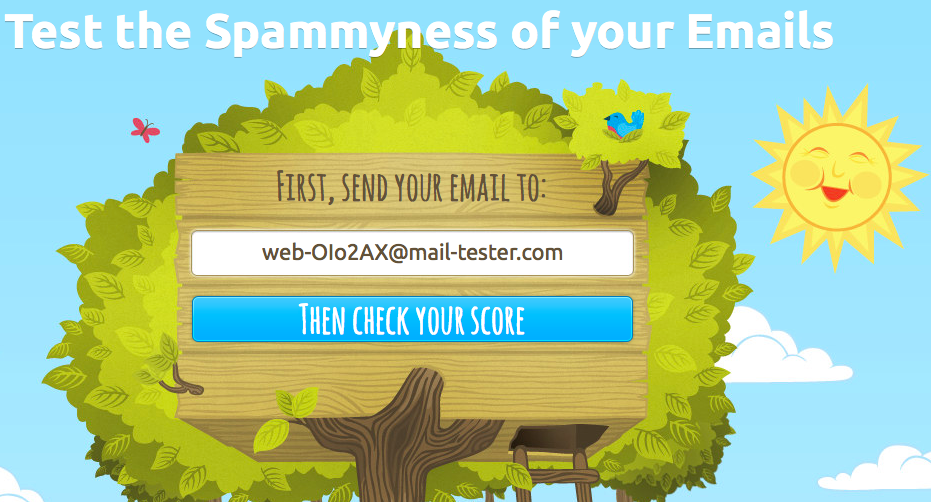 Test the Spammyness of your Emails
First, send your email to:
web-OIo2AX@mail-tester.com
Then check your score